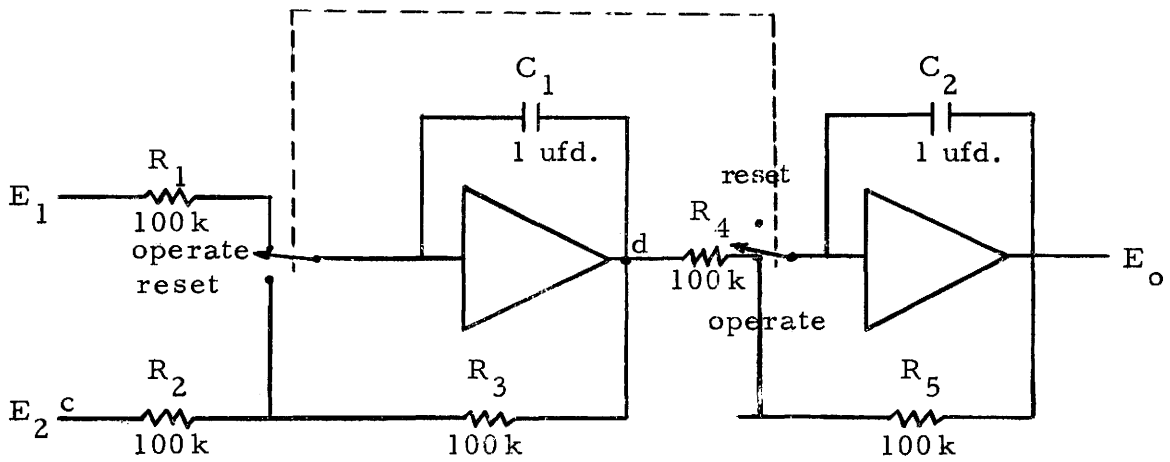 C1
1 ufd.
C2
1 ufd.
E1
R1
100k
operate
reset
reset
R4
d
100k
operate
Eo
E2
c
R2
100k
R3
100k
R5
100k